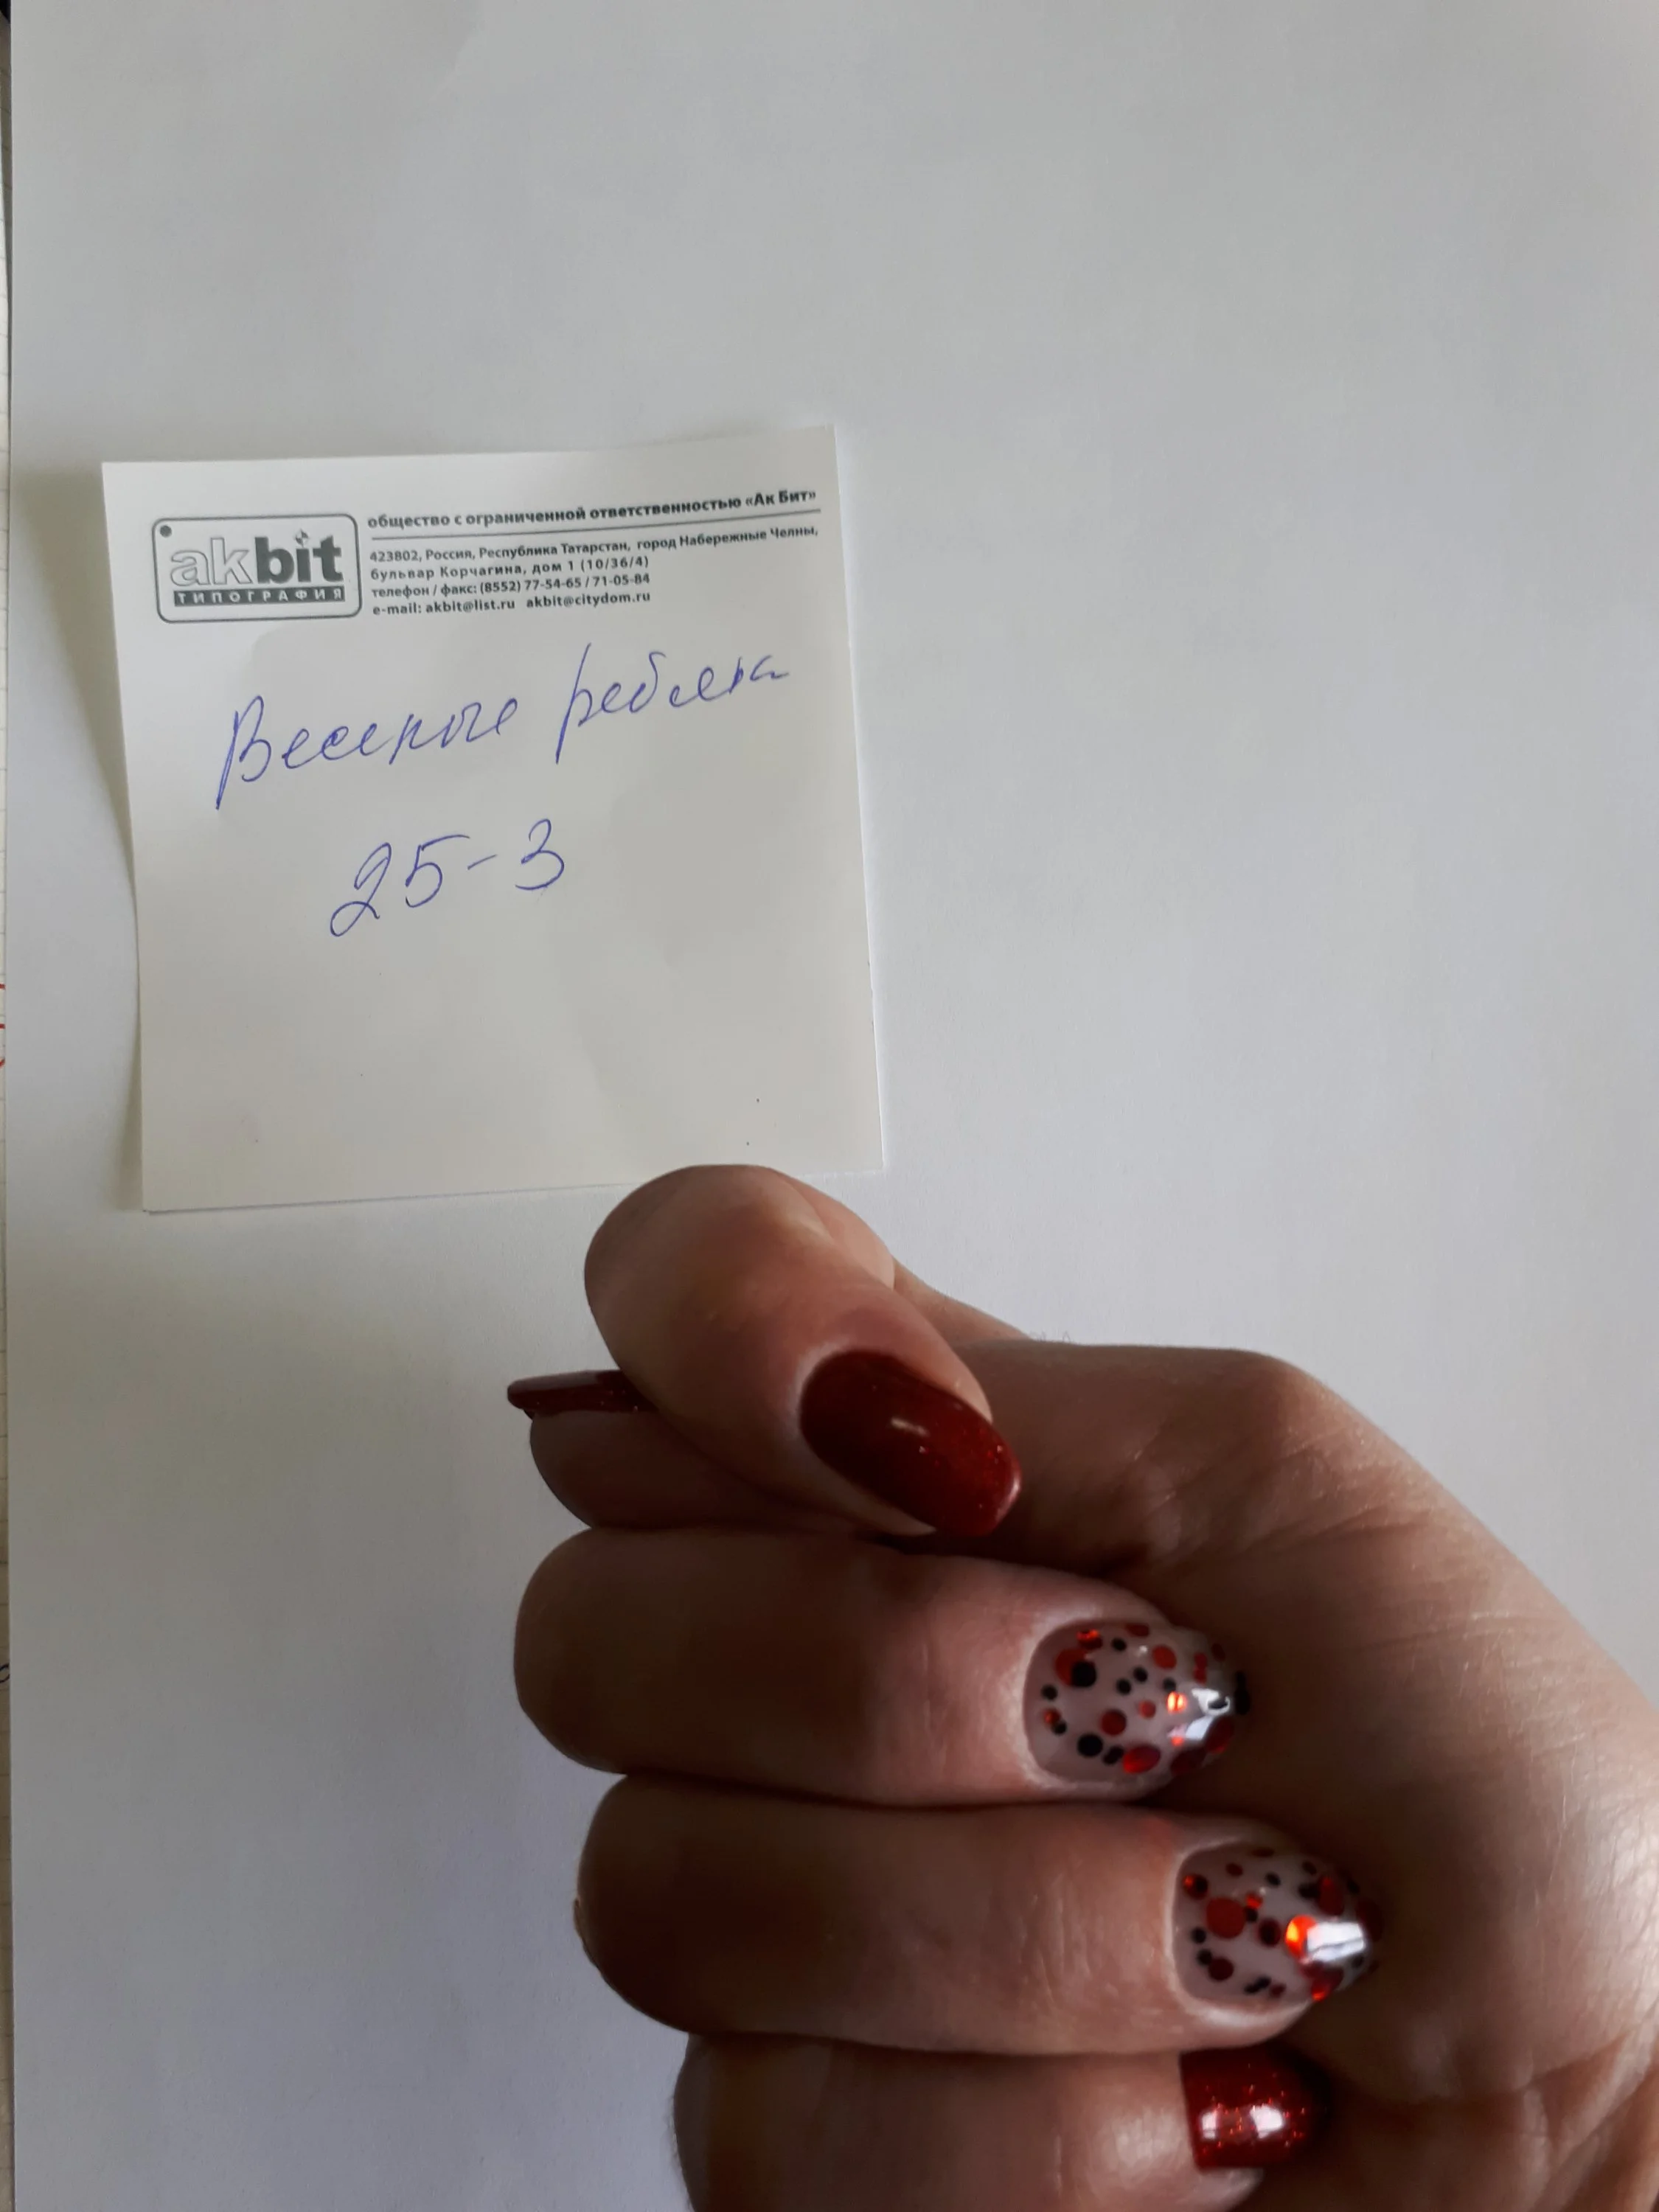 akbit
ТИПОГРАФИЯ
общество с ограниченной ответственностью «Ак Бит»
423802, Россия, Республика Татарстан, город Набережные Челны,
бульвар Корчагина, дом 1 (10/36/4)
телефон / факс: (8552) 77-54-65 / 71-05-84
e-mail: akbit@list.ru akbit@citydom.ru
Веселые ребята
25-3